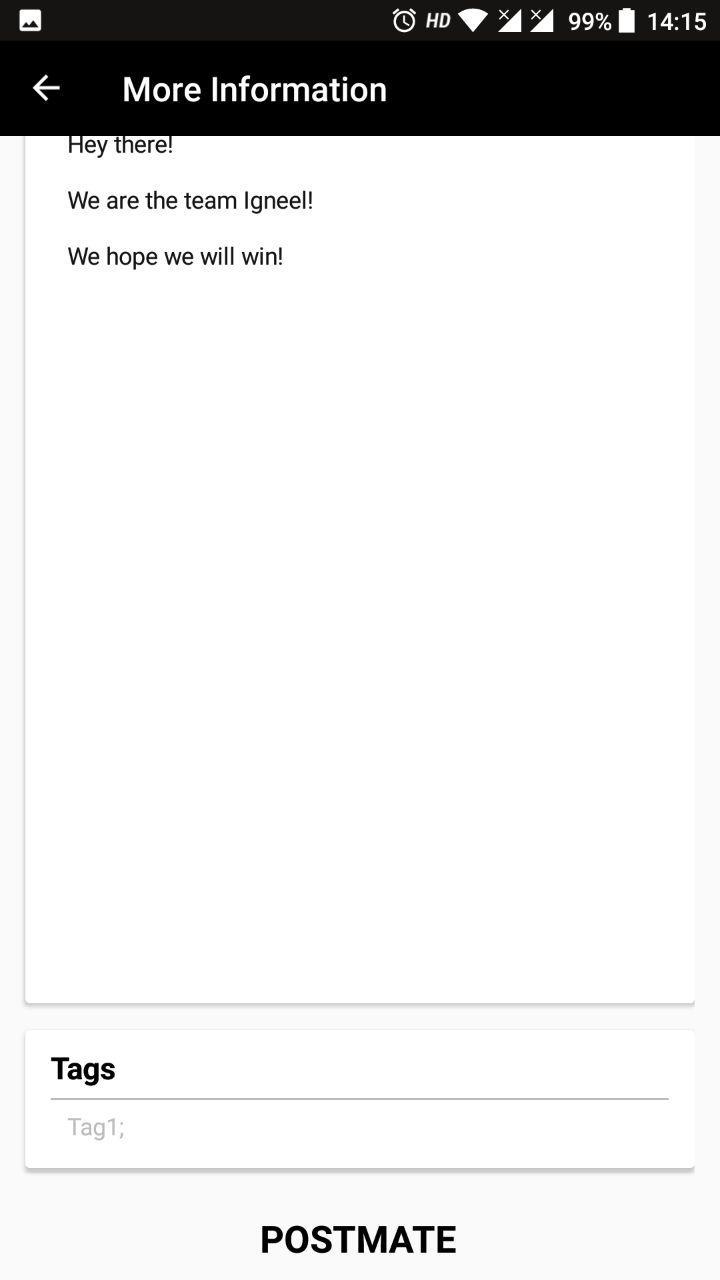 HD 99% 14:15
More Information
Hey there!
We are the team Igneel!
We hope we will win!
Tags
Tag1;
POSTMATE